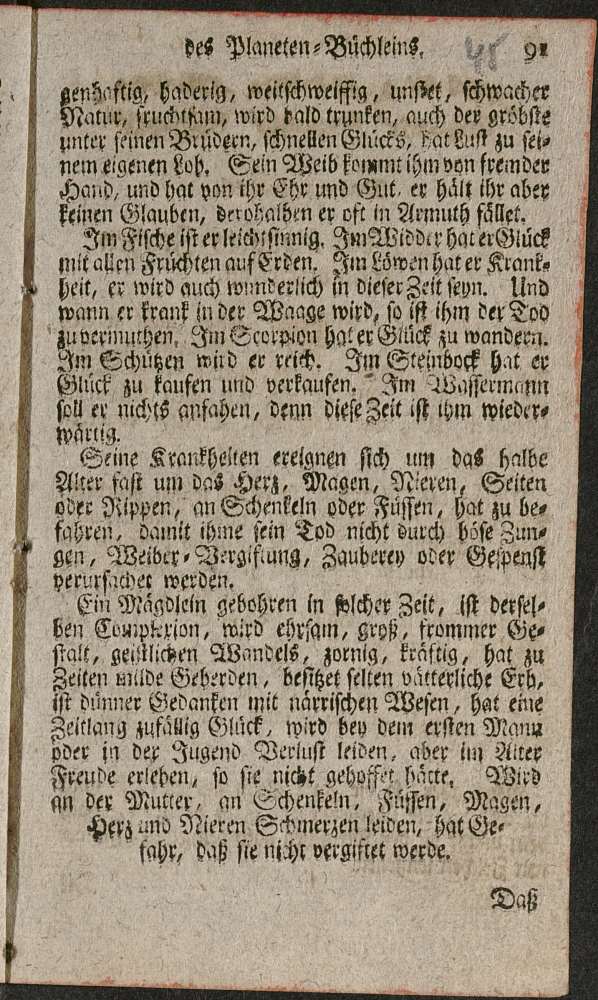 des Planeten-Büchleins. 45 91
genhaftig, haderig, weitschweiffig, unstet, schwacher
Natur, fruchtsam, wird bald trunken, auch der gröbste
unter seinen Brüdern, schnellen Glücks, hat Lust zu sei-
nem eigenen Lob. Sein Weib kommt ihm von fremder
Hand, und hat von ihr Ehr und Gut. er hält ihr aber
keinen Glauben, derohalben er oft in Armuth fället.
Im Fische ist er leichtsinnig. Im Widder hat er Glück
mit allen Früchten auf Erden. Im Löwen hat er Krank-
heit, er wird auch wunderlich in dieser Zeit seyn. Und
wann er krank in der Waage wird, so ist ihm der Tod
zu vermuthen. Im Scorpion hat er Glück zu wandern.
Im Schützen wird er reich. Im Steinbock hat er
Glück zu kaufen und verkaufen. Im Wassermann
soll er nichts anfahen, denn diese Zeit ist ihm wieder-
wärtig.
Seine Krankheiten ereignen sich um das halbe
Alter fast um das Herz, Magen, Nieren, Seiten
oder Rippen, an Schenkeln oder Füssen, hat zu be-
fahren, damit ihme sein Tod nicht durch böse Zun-
gen, Weiber-Vergiftung, Zauberey oder Gespenst
verursachet werden.
Ein Mägdlein gebohren in solcher Zeit, ist dersel-
ben Complexion, wird ehrsam, groß, frommer Ge-
stalt, geistlichen Wandels, zornig, kräftig, hat zu
Zeiten milde Geberden, besitzet selten vätterliche Erb,
ist dünner Gedanken mit närrischen Wesen, hat eine
Zeitlang zufällig Glück, wird bey dem ersten Mann
oder in der Jugend Verlust leiden, aber im Alter
Freude erleben, so sie nicht gehoffet hätte. Wird
an der Mutter, an Schenkeln, Füssen, Magen,
Herz und Nieren Schmerzen leiden, hat Ge-
fahr, daß sie nicht vergiftet werde.
Daß